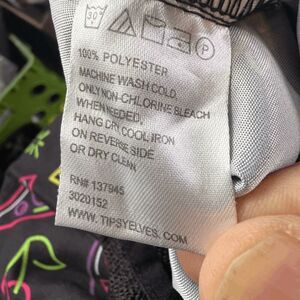 30°
P
100% POLYESTER
MACHINE WASH COLD
ONLY NON-CHLORINE BLEACH
WHEN NEEDED,
HANG DRY, COOL IRON
ON REVERSE SIDE
OR DRY CLEAN
RN# 137945
3020152
WWW.TIPSYELVES.COM